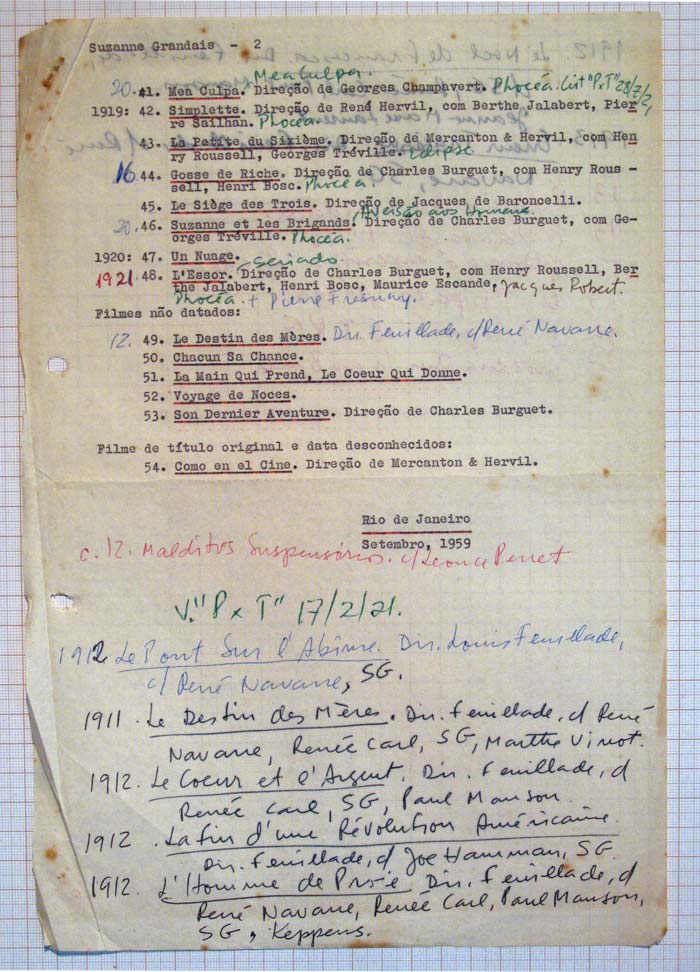 Suzanne Grandais - 2
Mea Culpa.
20. 41. Mea Culpa. Direção de Georges Champavert. Phocéa. Cit "PxT" 28/7/21
1919: 42. Simplette. Direção de René Hervil, com Berthe Jalabert, Pier
re Sailhan. Phocéa.
43. La Petite du Sixième. Direção de Mercanton & Hervil, com Hen
ry Roussell, Georges Tréville. Eclipse
16 44. Gosse de Riche. Direção de Charles Burguet, com Henry Rous -
sell, Henri Bosc. Phocéa.
45. Le Siège des Trois. Direção de Jacques de Baroncelli.
Aversão aos Homens.
20. 46. Suzanne et les Brigands. Direção de Charles Burguet, com Ge-
orges Tréville. Phocéa.
1920: 47. Un Nuage.
seriado.
1921. 48. L'Essor. Direção de Charles Burguet, com Henry Roussell, Ber
the Jalabert, Henri Bosc, Maurice Escande, Jacques Robert.
Phocéa. + Pierre Fresnay.
Filmes não datados:
12. 49. Le Destin des Mères. Dir. Feuillade, c/ René Navarre.
50. Chacun Sa Chance.
51. La Main Qui Prend, Le Coeur Qui Donne.
52. Voyage de Noces.
53. Son Dernier Aventure. Direção de Charles Burguet.
Filme de título original e data desconhecidos:
54. Como en el Cine. Direção de Mercanton & Hervil.
Rio de Janeiro
Setembro, 1959
c. 12. Malditos Suspensórios. c/ Leonce Perret
V. "P x T" 17/2/21.
1912 Le Pont Sur l'Abîme. Dir. Louis Feuillade,
c/ René Navarre, SG.
1911. Le Destin des Mères. Dir. Feuillade, c/ René
Navarre, Renée Carl, SG, Marthe Vinot.
1912. Le Coeur et l'Argent. Dir. Feuillade, c/
Renée Carl, SG, Paul Manson.
1912 La fin d'une Révolution Américaine.
Dir. Feuillade, c/ Joe Hamman, SG.
1912. L'Homme de Proie Dir. Feuillade, c/
René Navarre, Renée Carl, Paul Manson,
SG, Keppens.